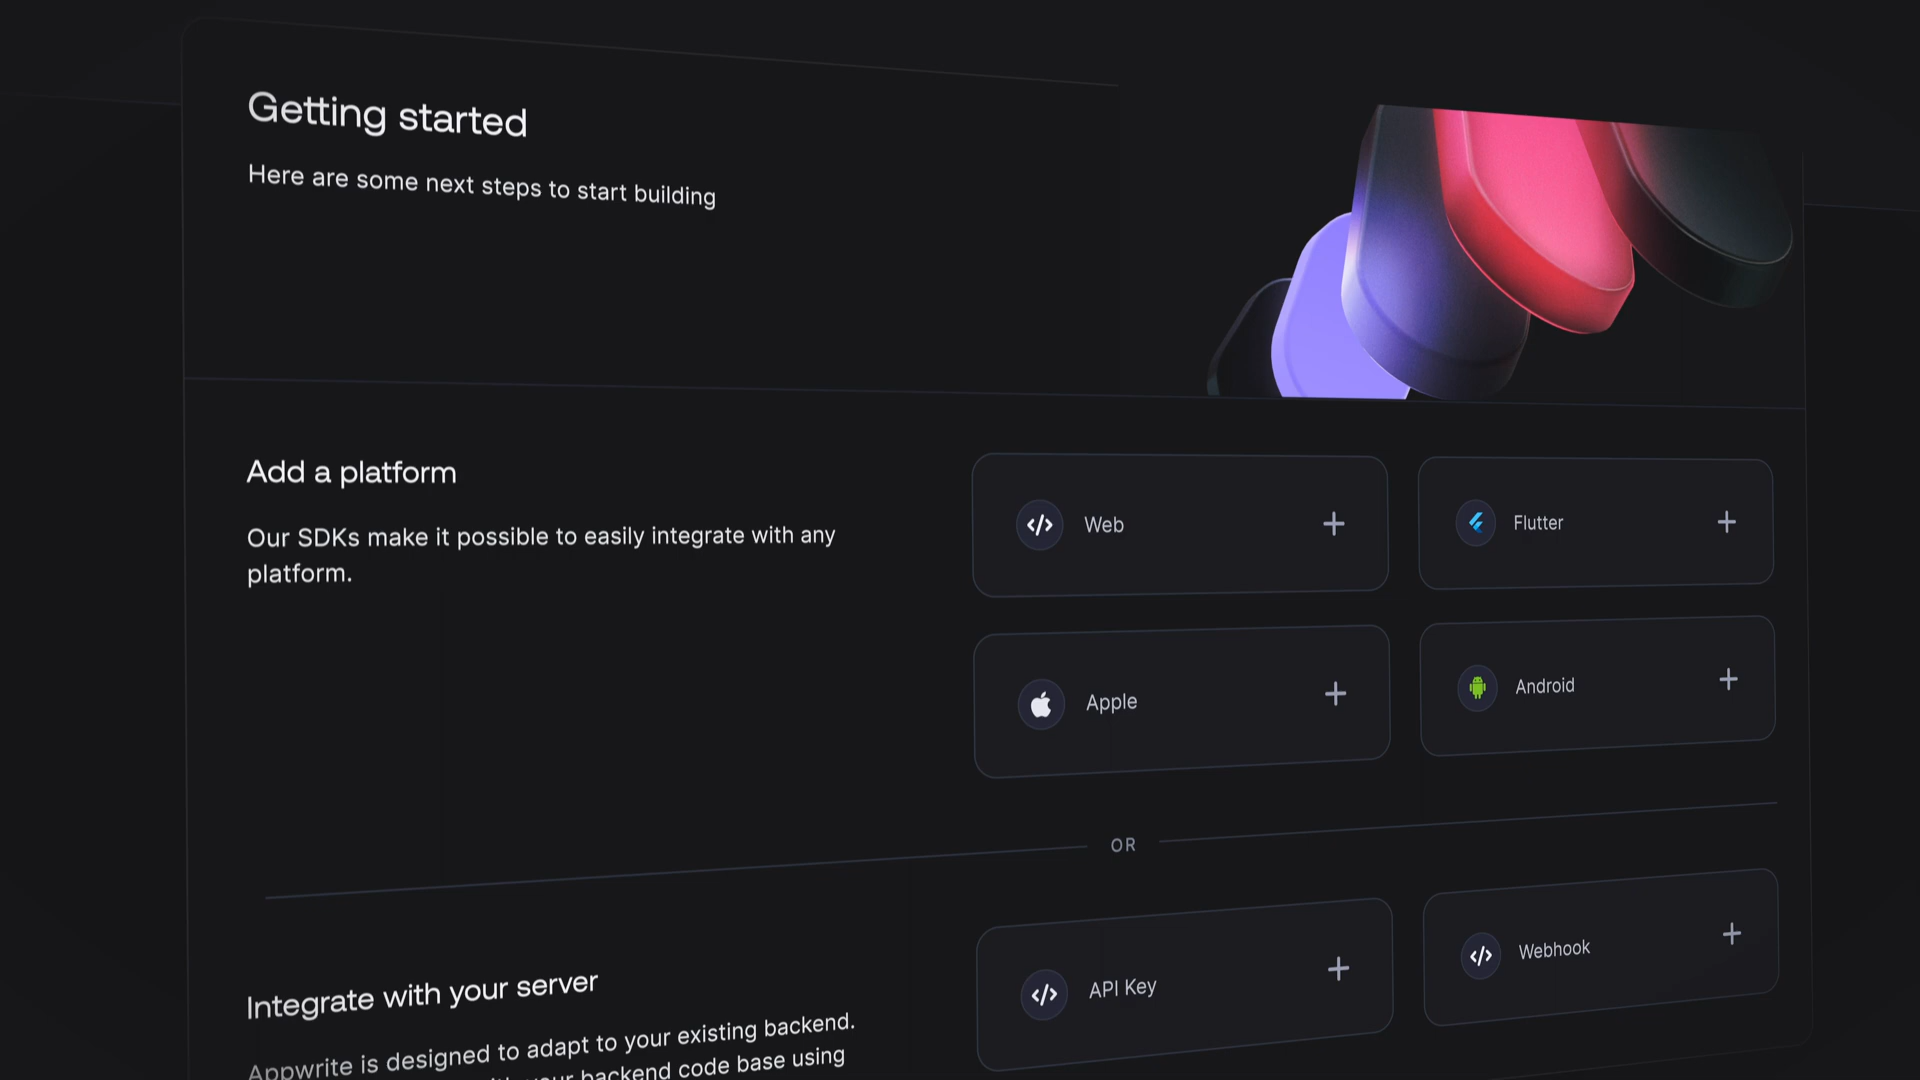 Getting started
Here are some next steps to start building
Add a platform
Our SDKs make it possible to easily integrate with any
platform.
Web
Flutter
Apple
Android
OR
Integrate with your server
Appwrite is designed to adapt to your existing backend.
your backend code base using
API Key
Webhook